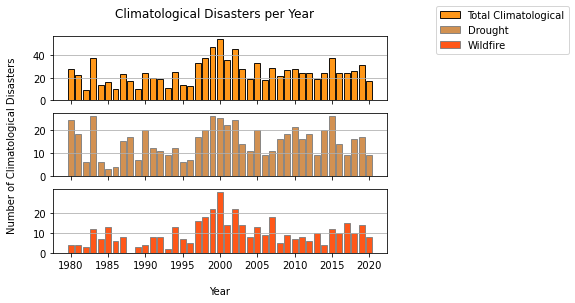 Climatological Disasters per Year
Total Climatological
Drought
Wildfire
Number of Climatological Disasters
40
20
0
20
10
0
20
10
0
1980 1985 1990 1995 2000 2005 2010 2015 2020
Year